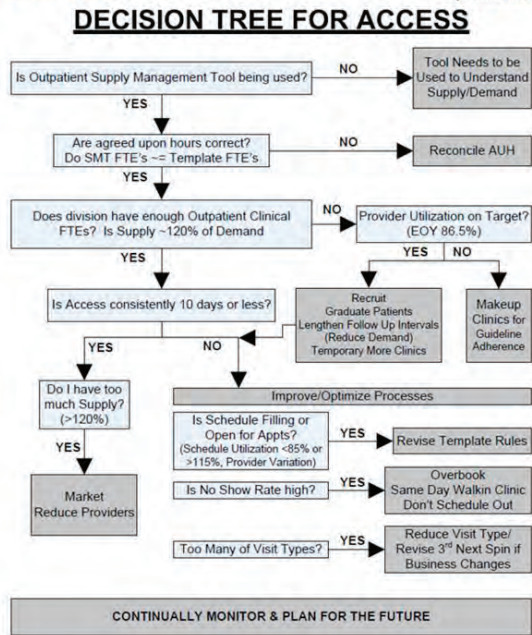 DECISION TREE FOR ACCESS
Is Outpatient Supply Management Tool being used?
NO
Tool Needs to be
Used to Understand
Supply/Demand
YES
Are agreed upon hours correct?
Do SMT FTE's ~= Template FTE's
NO
Reconcile AUH
YES
Does division have enough Outpatient Clinical
FTEs? Is Supply ~120% of Demand
NO
Provider Utilization on Target?
(EOY 86.5%)
YES
YES
NO
Is Access consistently 10 days or less?
Recruit
Graduate Patients
Lengthen Follow Up Intervals
(Reduce Demand)
Temporary More Clinics
Makeup
Clinics for
Guideline
Adherence
YES
NO
Do I have too
much Supply?
(>120%)
Improve/Optimize Processes
YES
Market
Reduce Providers
Is Schedule Filling or
Open for Appts?
(Schedule Utilization <85% or
>115%, Provider Variation)
YES
Revise Template Rules
Is No Show Rate high?
YES
Overbook
Same Day Walkin Clinic
Don't Schedule Out
Too Many of Visit Types?
YES
Reduce Visit Type/
Revise 3rd Next Spin if
Business Changes
CONTINUALLY MONITOR & PLAN FOR THE FUTURE